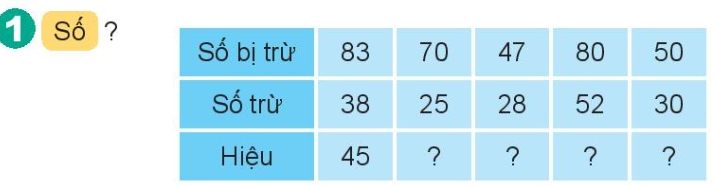 1 Số ?
Số bị trừ 83 70 47 80 50
Số trừ 38 25 28 52 30
Hiệu 45 ? ? ? ?